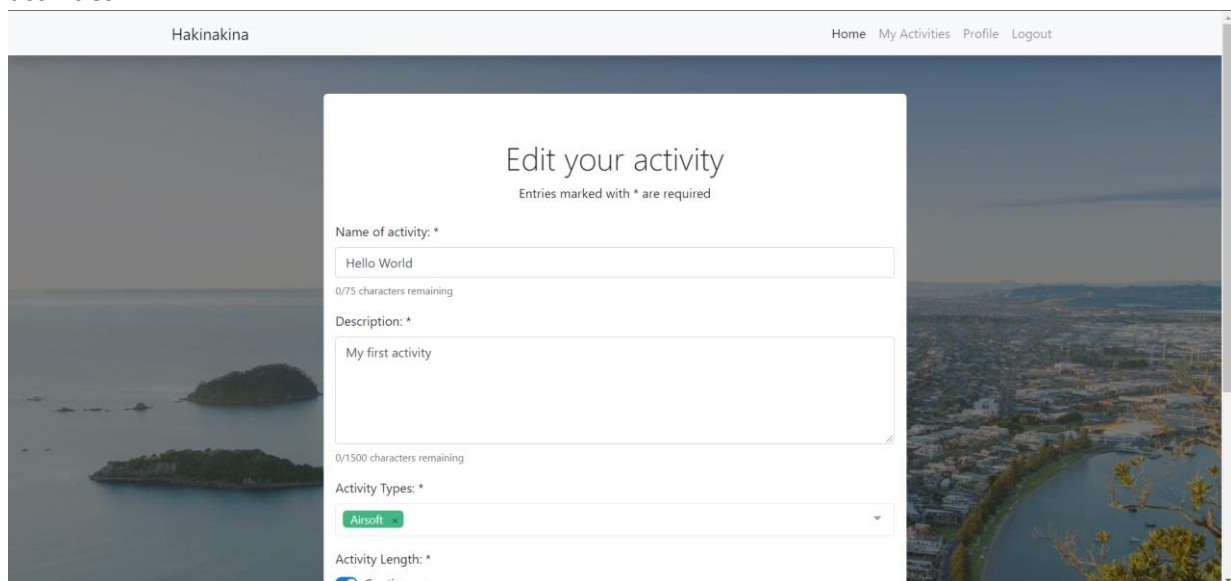 Hakinakina
Home My Activities Profile Logout
Edit your activity
Entries marked with * are required
Name of activity: *
Hello World
0/75 characters remaining
Description: *
My first activity
0/1500 characters remaining
Activity Types: *
Airsoft ×
Activity Length: *